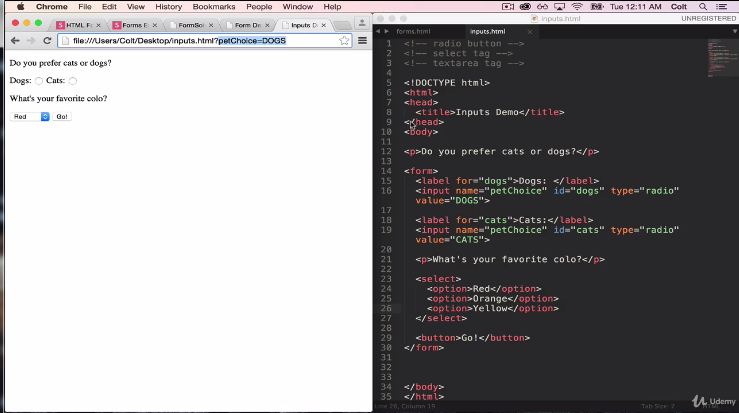 Chrome File Edit View History Bookmarks People Window Help
Tue 12:11 AM Colt
HTML Fo
Forms E
FormSol
Form De
Inputs D
Colt
file:///Users/Colt/Desktop/inputs.html?petChoice=DOGS
Do you prefer cats or dogs?
Dogs: Cats:
What's your favorite colo?
Red Go!
inputs.html
UNREGISTERED
forms.html inputs.html
1 <!-- radio button -->
2 <!-- select tag -->
3 <!-- textarea tag -->
4
5 <!DOCTYPE html>
6 <html>
7 <head>
8 <title>Inputs Demo</title>
9 </head>
10 <body>
11
12 <p>Do you prefer cats or dogs?</p>
13
14 <form>
15 <label for="dogs">Dogs: </label>
16 <input name="petChoice" id="dogs" type="radio"
value="DOGS">
17
18 <label for="cats">Cats:</label>
19 <input name="petChoice" id="cats" type="radio"
value="CATS">
20
21 <p>What's your favorite colo?</p>
22
23 <select>
24 <option>Red</option>
25 <option>Orange</option>
26 <option>Yellow</option>
27 </select>
28
29 <button>Go!</button>
30 </form>
31
32
33
34 </body>
35 </html>
Line 26, Column 19
Tab Size: 2
HTML
Udemy